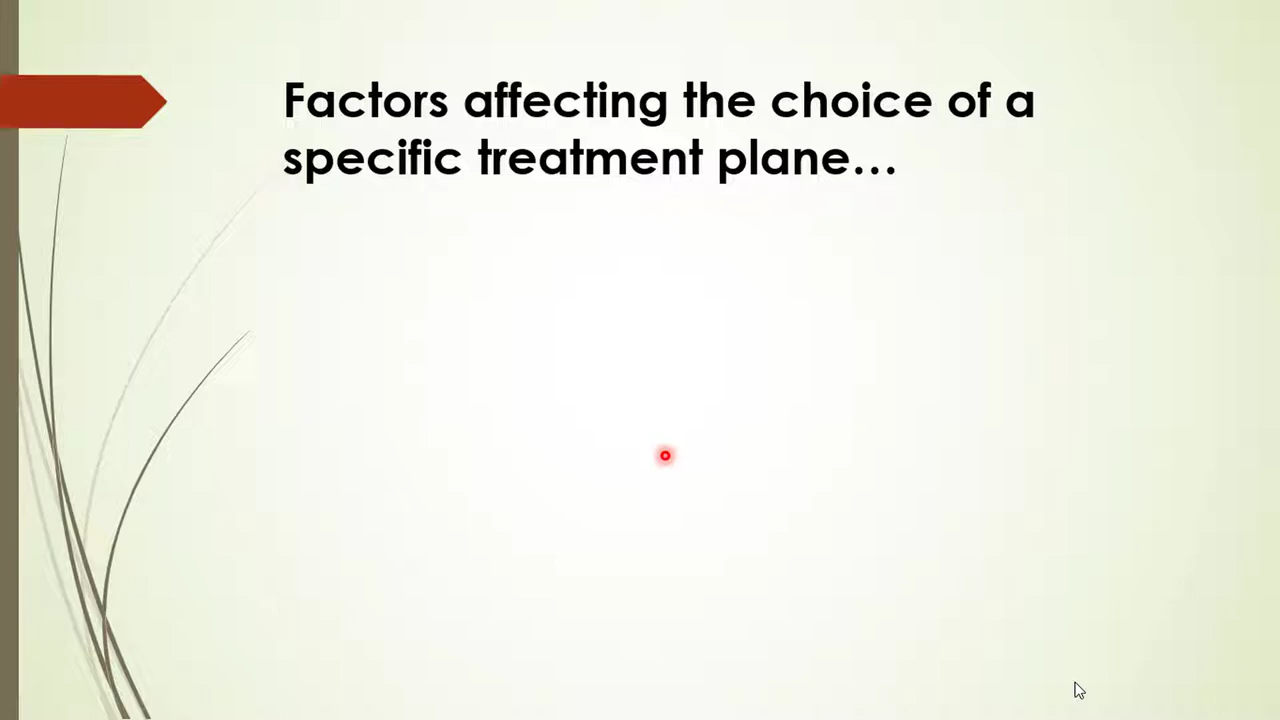 Factors affecting the choice of a
specific treatment plane…